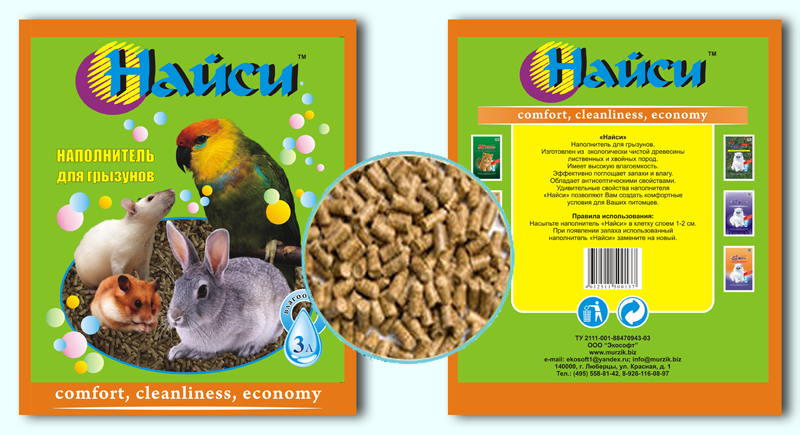 Найси™
НАПОЛНИТЕЛЬ
ДЛЯ ГРЫЗУНОВ
3 Л
comfort, cleanliness, economy
Найси™
comfort, cleanliness, economy
«Найси»
Наполнитель для грызунов.
Изготовлен из экологически чистой древесины
лиственных и хвойных пород.
Имеет высокую влагоемкость.
Эффективно поглощает запахи и влагу.
Обладает антисептическими свойствами.
Удивительные свойства наполнителя
«Найси» позволяют Вам создать комфортные
условия для Ваших питомцев.
Правила использования:
Насыпьте наполнитель «Найси» в клетку слоем 1-2 см.
При появлении запаха использованный
наполнитель «Найси» замените на новый.
ТУ 2111-001-88470943-03
ООО "Экософт"
www.murzik.biz
e-mail: ekosoft1@yandex.ru; info@murzik.biz
140000, г. Люберцы, ул. Красная, д. 1
Тел.: (495) 558-81-42, 8-926-116-08-97